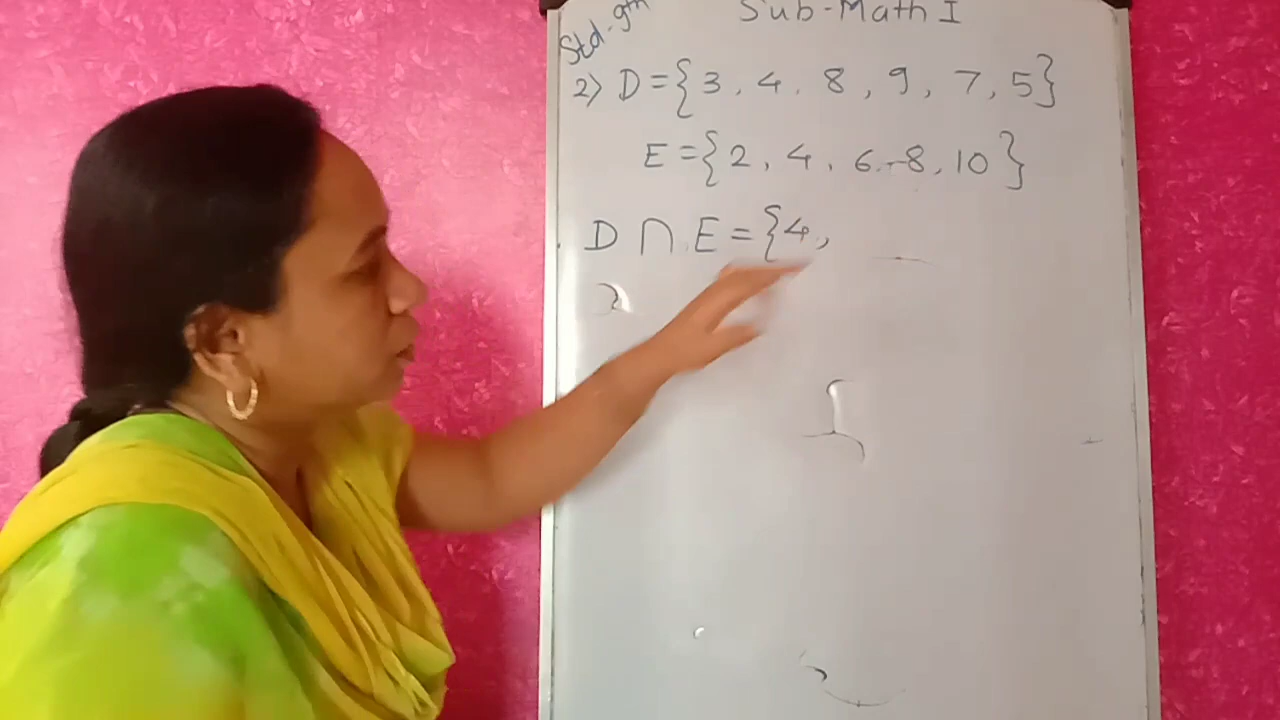 Sub-Math I
Std-9th
2) D={3, 4, 8, 9, 7, 5}
E={2, 4, 6, 8, 10}
D ∩ E={4,